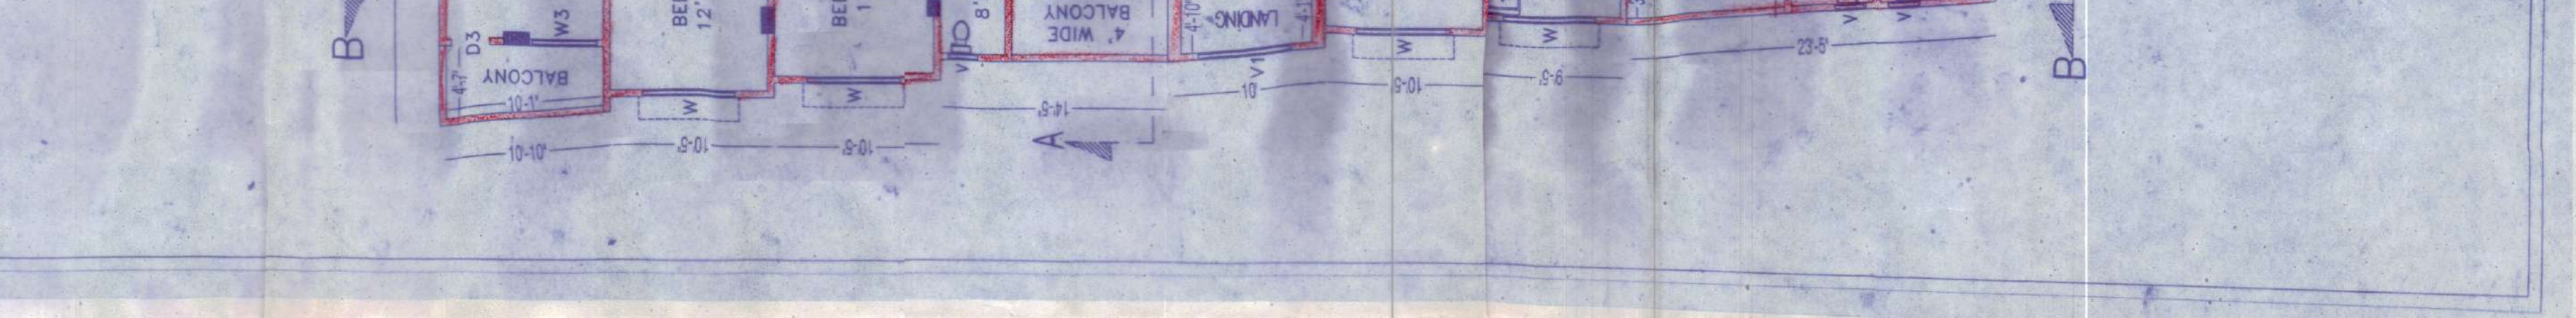 B
D3
W3
4'-7"
BALCONY
10'-1"
10'-10"
BE
12'
W
10'-5"
BE
1
W
10'-5"
V
8'
4' WIDE
BALCONY
14'-5"
A
4'-10"
LANDING
4'-1
V1
10'
W
10'-5"
W
9'-5"
23'-5"
V
V
B